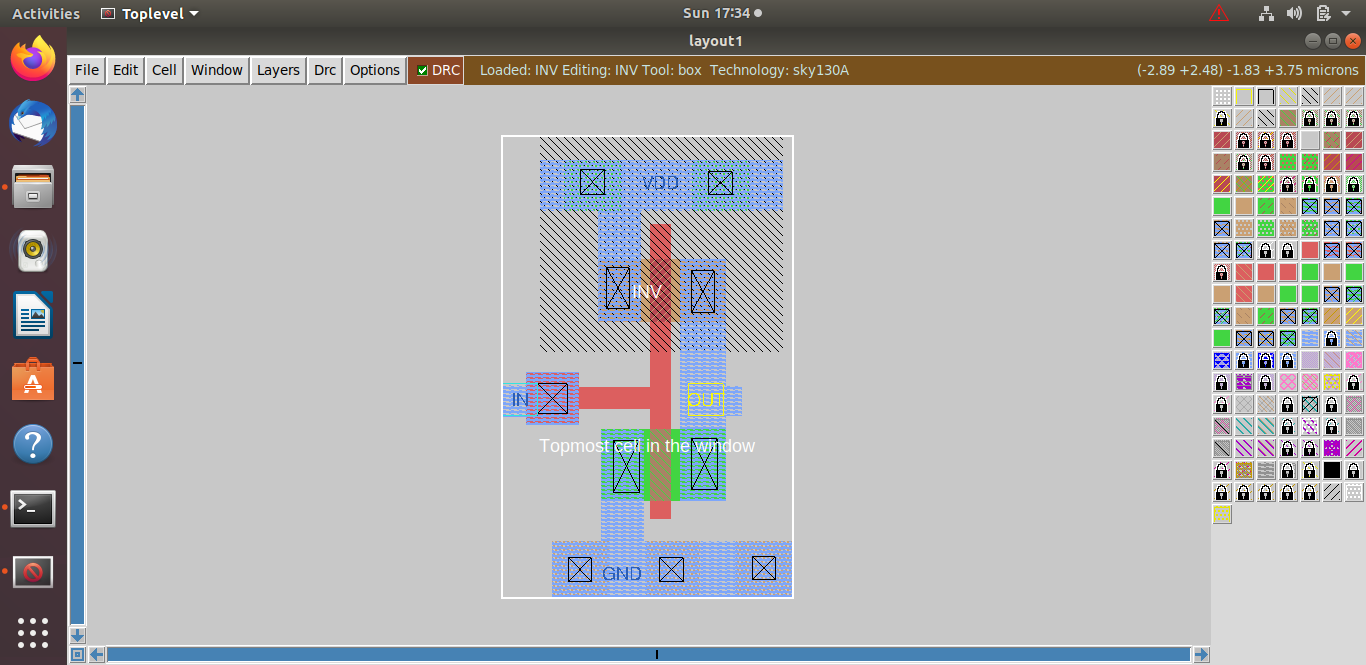 Activities Toplevel Sun 17:34
layout1
File Edit Cell Window Layers Drc Options DRC Loaded: INV Editing: INV Tool: box Technology: sky130A (-2.89 +2.48) -1.83 +3.75 microns
VDD
INV
IN OUT
Topmost cell in the window
GND